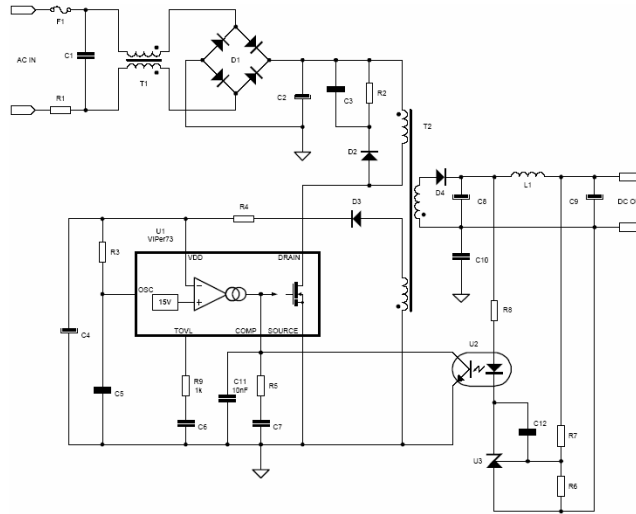 F1
C1
AC IN
T1
R1
D1
C2
C3
R2
D2
T2
D4
L1
C8
C9
DC O
C10
R4
D3
U1
VIPer73
R3
VDD
DRAIN
OSC
15V
TOVL
COMP
SOURCE
C4
C5
R9
1k
C11
10nF
R5
C6
C7
R8
U2
C12
R7
U3
R6